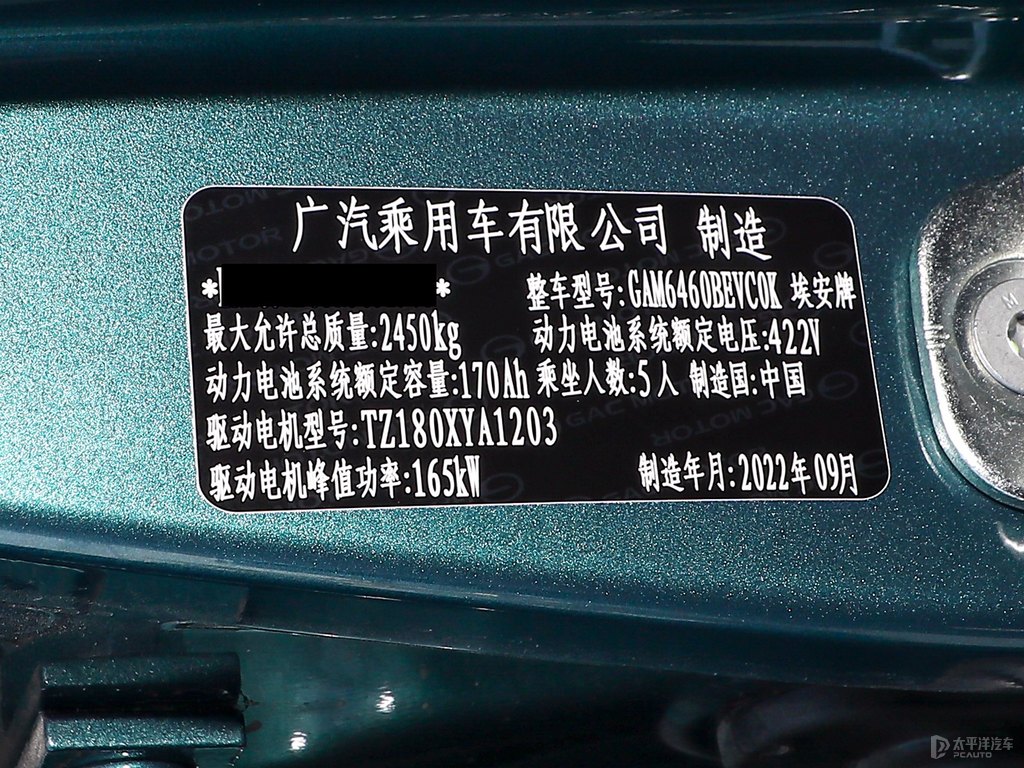 广汽乘用车有限公司 制造
* *
整车型号:GAM6460BEVC0K 埃安牌
最大允许总质量:2450kg 动力电池系统额定电压:422V
动力电池系统额定容量:170Ah 乘坐人数:5人 制造国:中国
驱动电机型号:TZ180XYA1203
驱动电机峰值功率:165kW 制造年月:2022年09月
M
太平洋汽车
PCAUTO